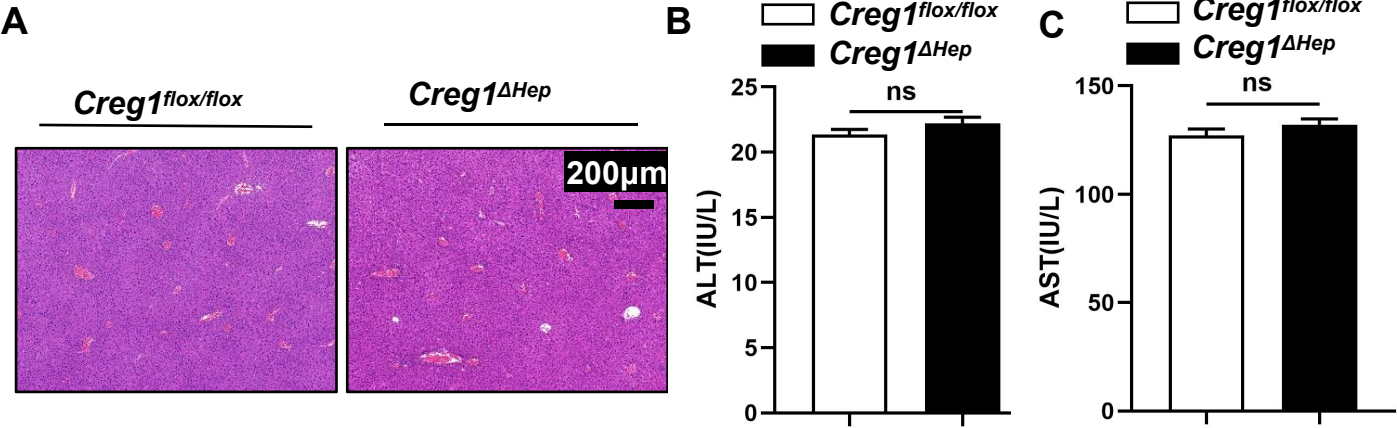 A
Creg1flox/flox
Creg1ΔHep
200μm
B
Creg1flox/flox
Creg1ΔHep
25
20
15
10
5
0
ALT(IU/L)
ns
C
Creg1flox/flox
Creg1ΔHep
150
100
50
0
AST(IU/L)
ns